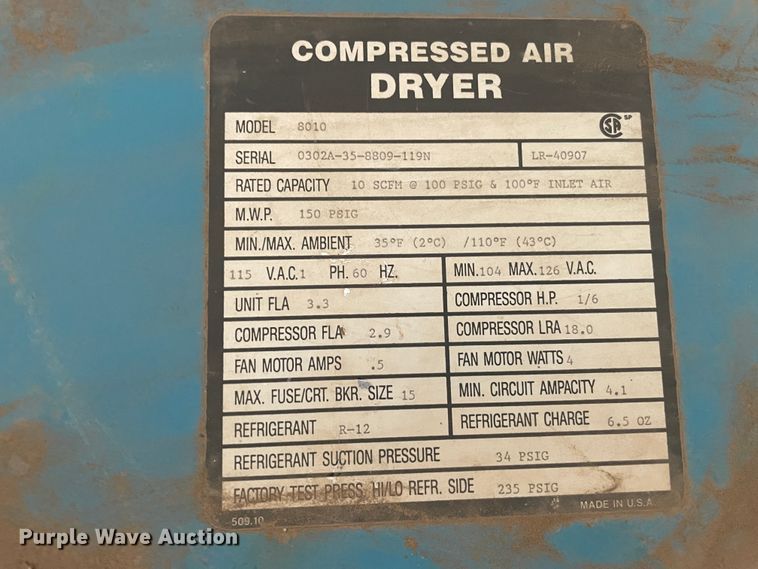 COMPRESSED AIR
DRYER
MODEL 8010 SP
SERIAL 0302A-35-8809-119N LR-40907
RATED CAPACITY 10 SCFM @ 100 PSIG & 100°F INLET AIR
M.W.P. 150 PSIG
MIN./MAX. AMBIENT 35°F (2°C) /110°F (43°C)
115 V.A.C. 1 PH. 60 HZ. MIN. 104 MAX. 126 V.A.C.
UNIT FLA 3.3 COMPRESSOR H.P. 1/6
COMPRESSOR FLA 2.9 COMPRESSOR LRA 18.0
FAN MOTOR AMPS .5 FAN MOTOR WATTS 4
MAX. FUSE/CRT. BKR. SIZE 15 MIN. CIRCUIT AMPACITY 4.1
REFRIGERANT R-12 REFRIGERANT CHARGE 6.5 OZ
REFRIGERANT SUCTION PRESSURE 34 PSIG
FACTORY TEST PRESS. HI/LO REFR. SIDE 235 PSIG
509.10 MADE IN U.S.A.
Purple Wave Auction